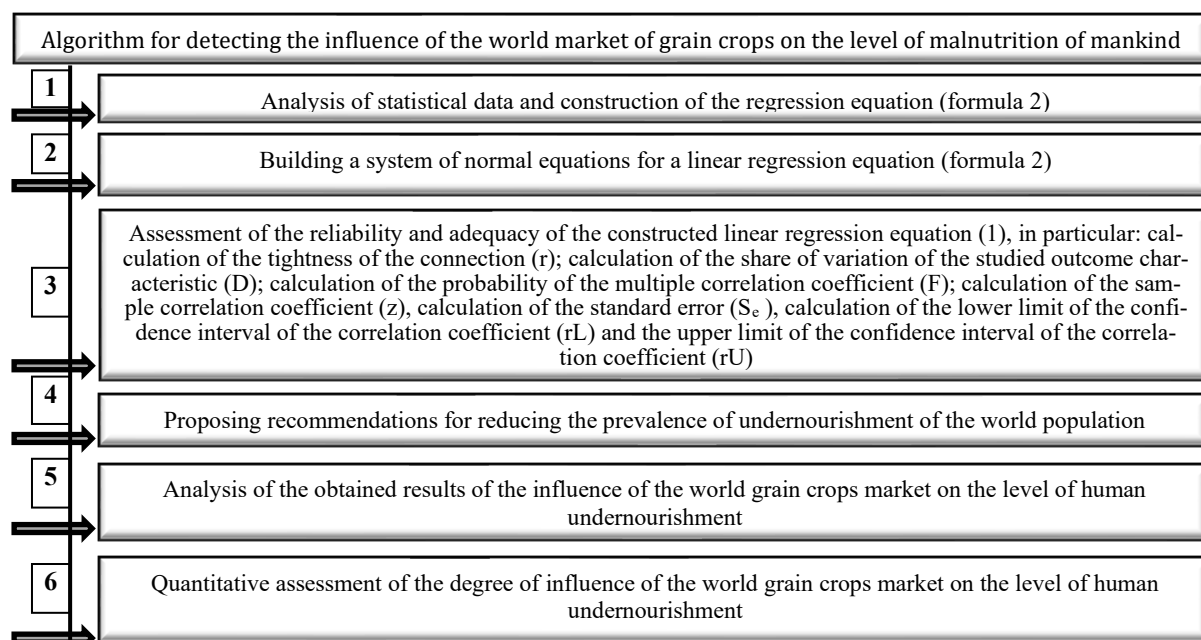 Algorithm for detecting the influence of the world market of grain crops on the level of malnutrition of mankind
1
Analysis of statistical data and construction of the regression equation (formula 2)
2
Building a system of normal equations for a linear regression equation (formula 2)
3
Assessment of the reliability and adequacy of the constructed linear regression equation (1), in particular: cal-
culation of the tightness of the connection (r); calculation of the share of variation of the studied outcome char-
acteristic (D); calculation of the probability of the multiple correlation coefficient (F); calculation of the sam-
ple correlation coefficient (z), calculation of the standard error (Sₑ ), calculation of the lower limit of the confi-
dence interval of the correlation coefficient (rL) and the upper limit of the confidence interval of the correla-
tion coefficient (rU)
4
Proposing recommendations for reducing the prevalence of undernourishment of the world population
5
Analysis of the obtained results of the influence of the world grain crops market on the level of human
undernourishment
6
Quantitative assessment of the degree of influence of the world grain crops market on the level of human
undernourishment